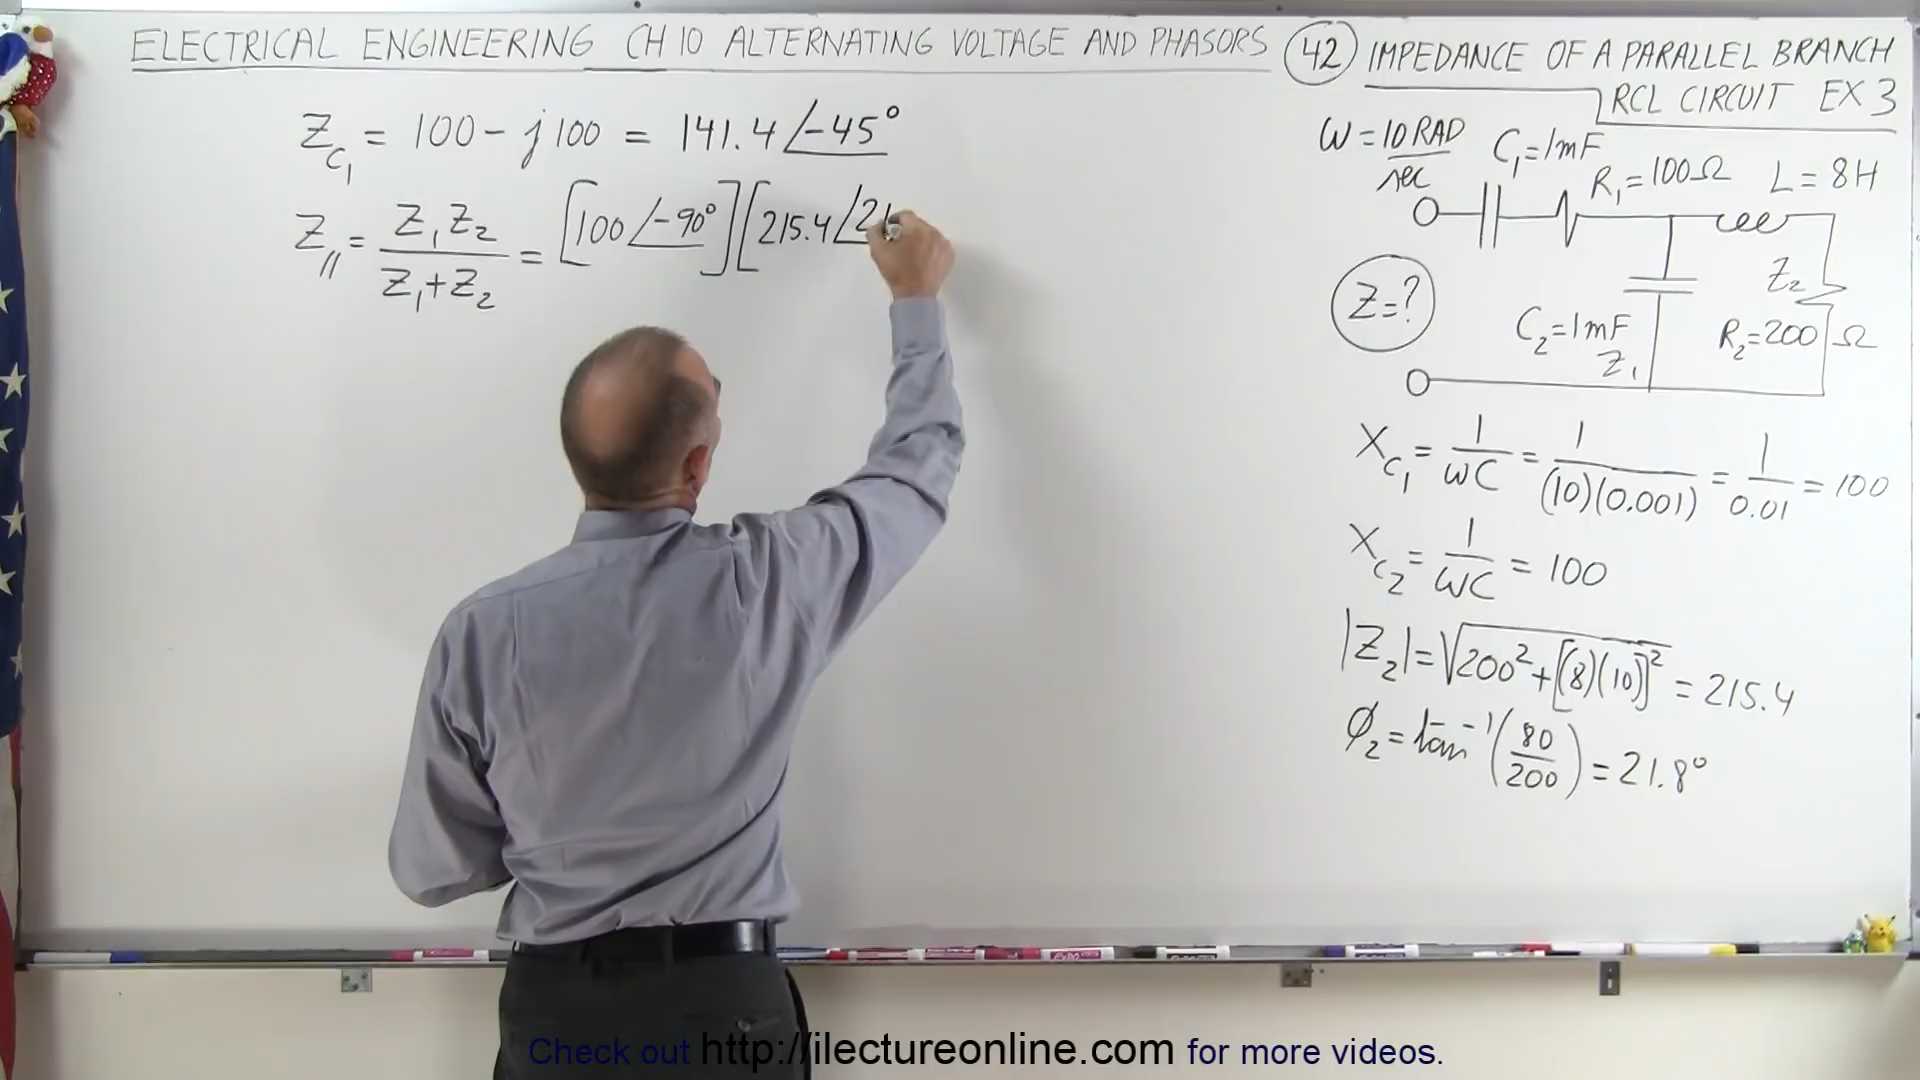 ELECTRICAL ENGINEERING CH 10 ALTERNATING VOLTAGE AND PHASORS
42 IMPEDANCE OF A PARALLEL BRANCH
RCL CIRCUIT EX 3
Z_C₁ = 100 - j100 = 141.4 ∠-45°
Z_// = Z₁Z₂ / (Z₁+Z₂) = [100 ∠-90°][215.4 ∠21
ω = 10 RAD/sec
C₁=1mF
R₁=100Ω
L=8H
Z=?
C₂=1mF
Z₁
Z₂
R₂=200Ω
X_C₁ = 1/ωC = 1/((10)(0.001)) = 1/0.01 = 100
X_C₂ = 1/ωC = 100
|Z₂| = √(200²+[(8)(10)]²) = 215.4
φ₂ = tan⁻¹(80/200) = 21.8°
Check out http://ilectureonline.com for more videos.